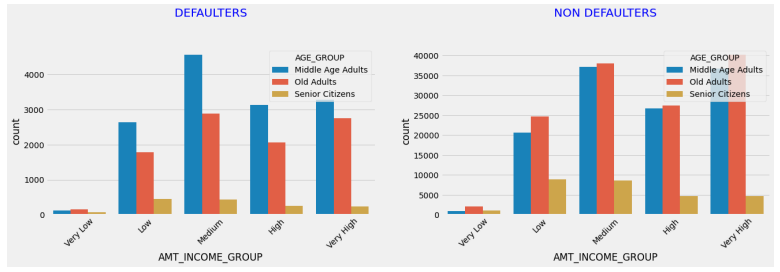 DEFAULTERS
AGE_GROUP
Middle Age Adults
Old Adults
Senior Citizens
4000
3000
2000
1000
0
count
Very Low
Low
Medium
High
Very High
AMT_INCOME_GROUP
NON DEFAULTERS
AGE_GROUP
Middle Age Adults
Old Adults
Senior Citizens
40000
35000
30000
25000
20000
15000
10000
5000
0
count
Very Low
Low
Medium
High
Very High
AMT_INCOME_GROUP